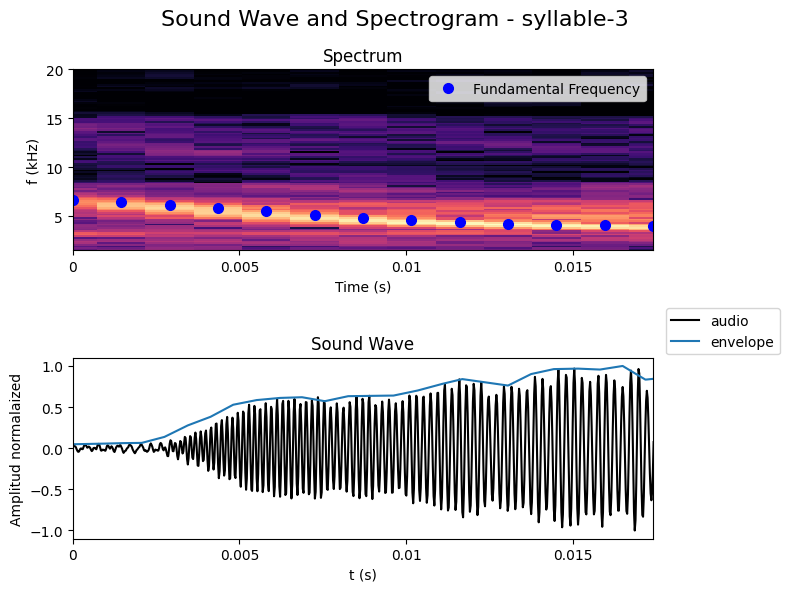 Sound Wave and Spectrogram - syllable-3
Spectrum
Fundamental Frequency
20
15
10
5
f (kHz)
0
0.005
0.01
0.015
Time (s)
audio
envelope
Sound Wave
1.0
0.5
0.0
−0.5
−1.0
Amplitud normalaized
0
0.005
0.01
0.015
t (s)